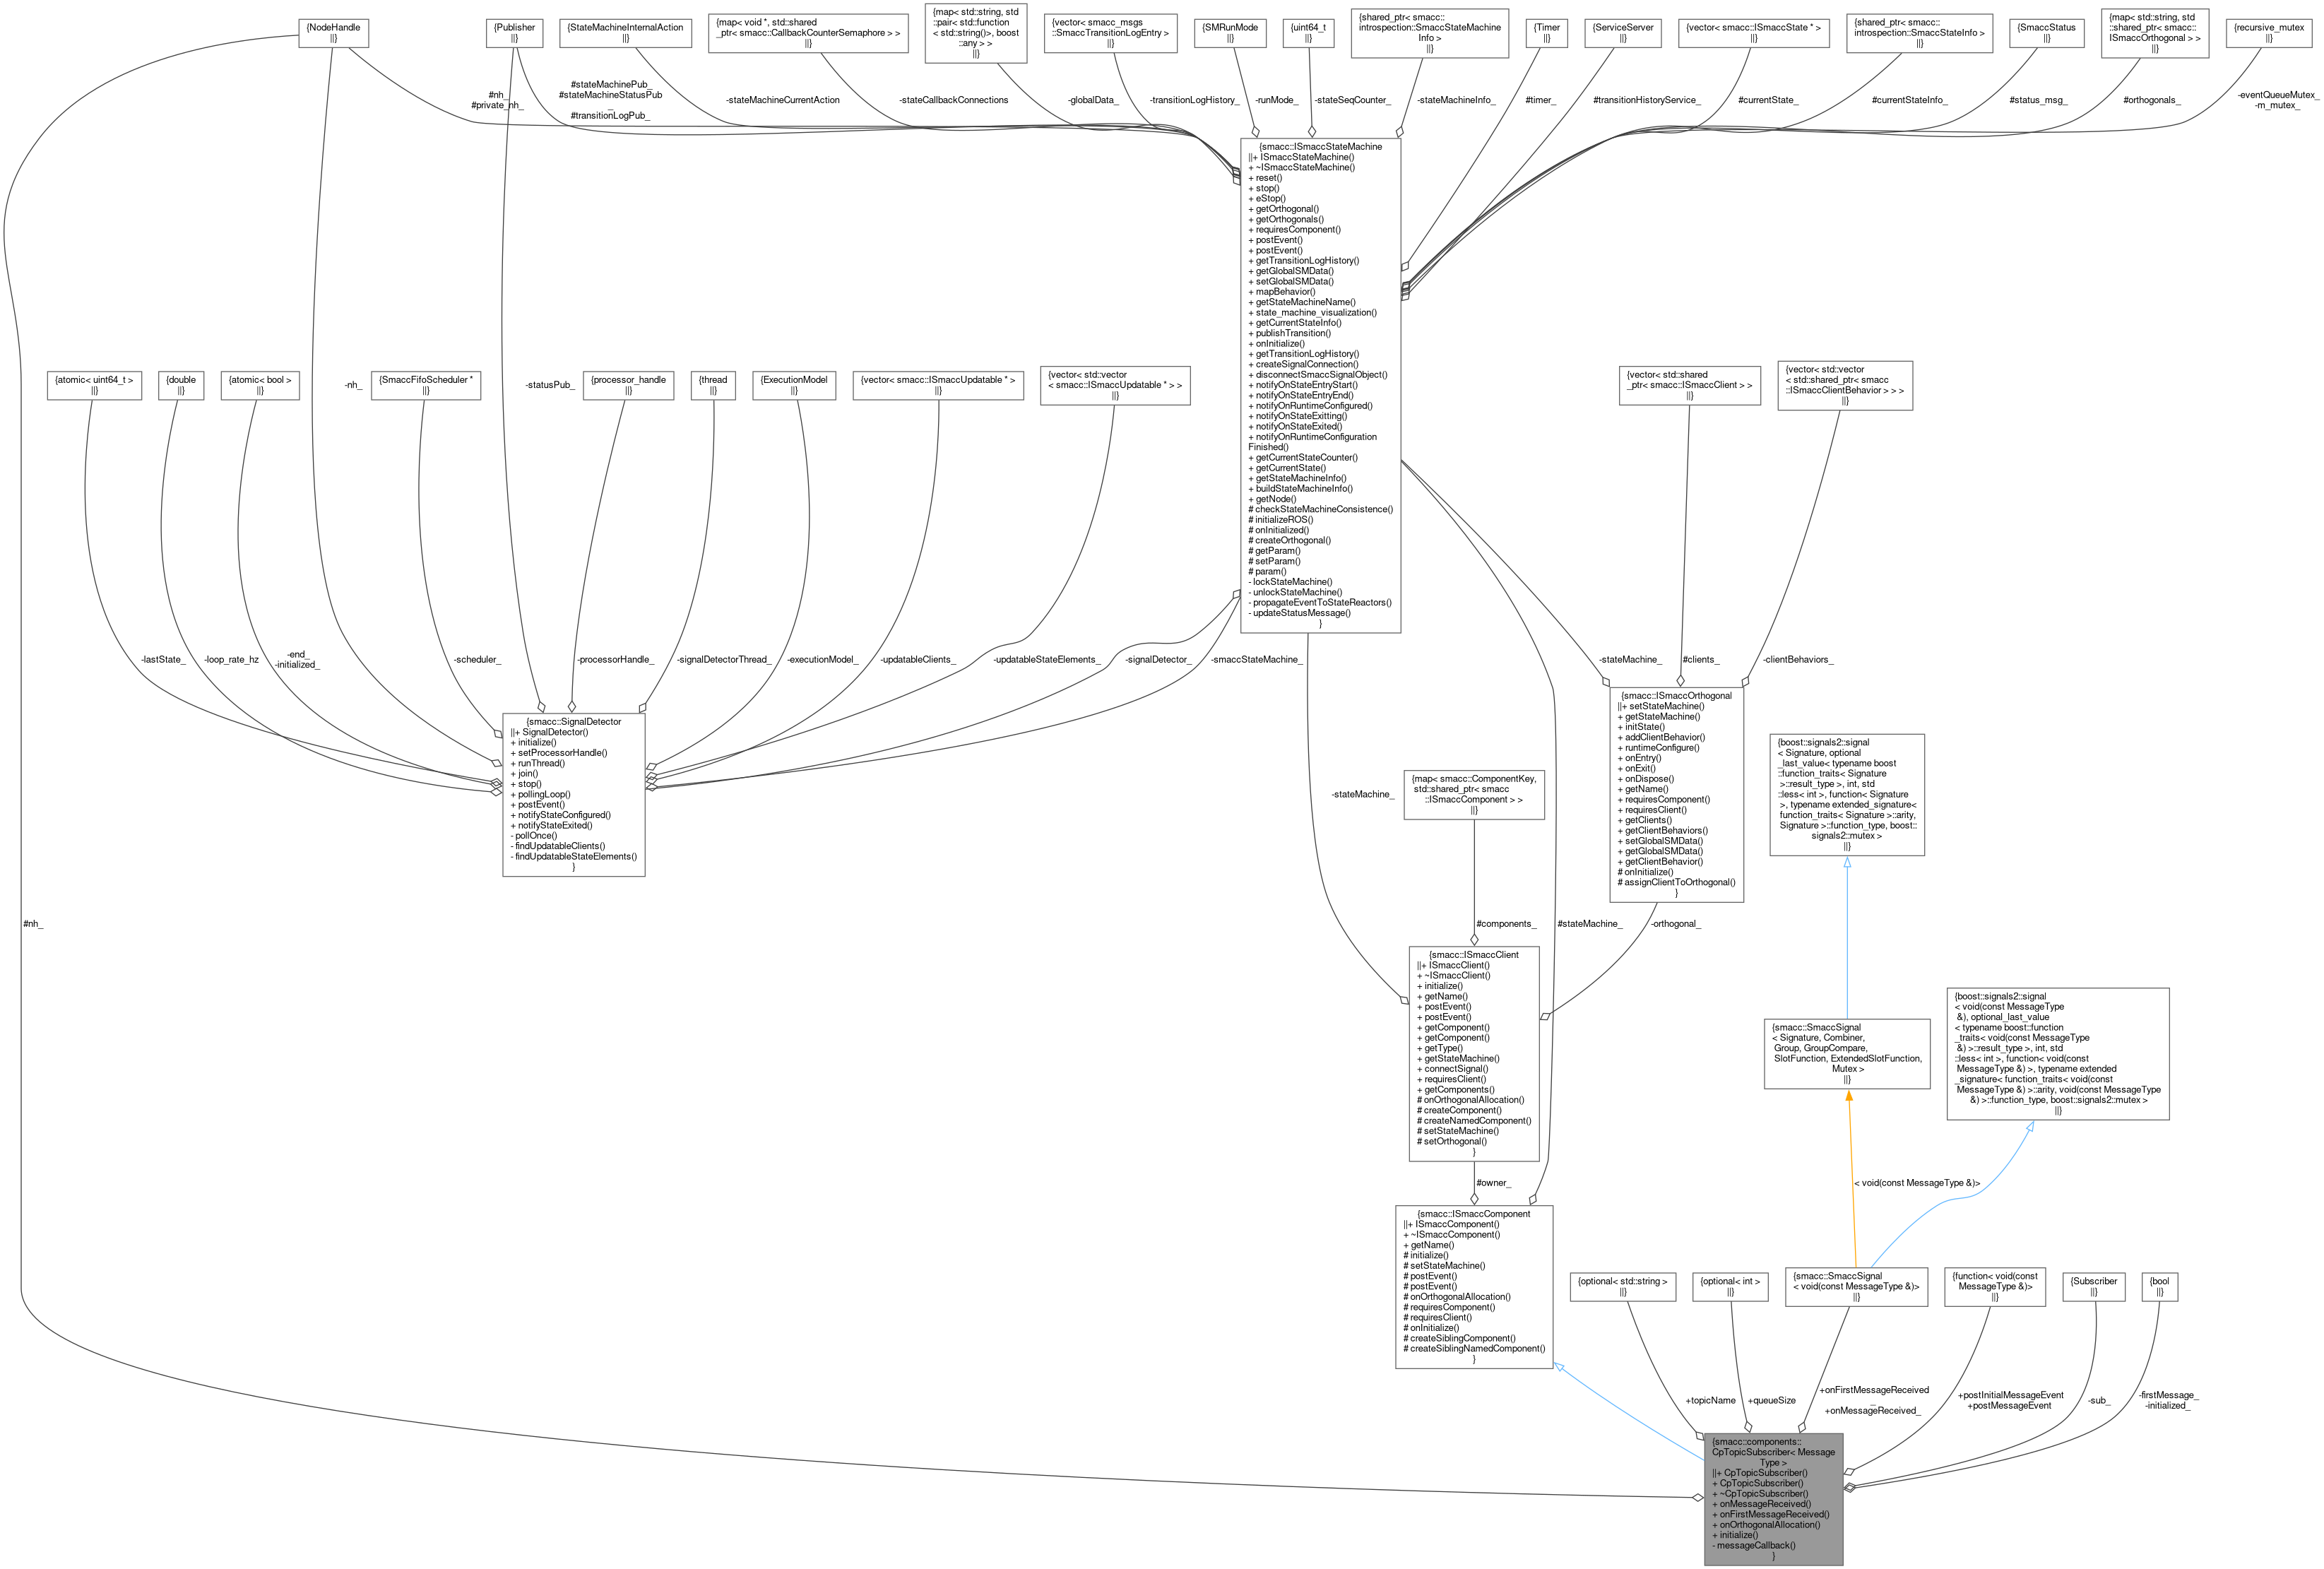 {NodeHandle
||}
{Publisher
||}
{StateMachineInternalAction
||}
{map< void *, std::shared
_ptr< smacc::CallbackCounterSemaphore > >
||}
{map< std::string, std
::pair< std::function
< std::string()>, boost
::any > >
||}
{vector< smacc_msgs
::SmaccTransitionLogEntry >
||}
{SMRunMode
||}
{uint64_t
||}
{shared_ptr< smacc::
introspection::SmaccStateMachine
Info >
||}
{Timer
||}
{ServiceServer
||}
{vector< smacc::ISmaccState * >
||}
{shared_ptr< smacc::
introspection::SmaccStateInfo >
||}
{SmaccStatus
||}
{map< std::string, std
::shared_ptr< smacc::
ISmaccOrthogonal > >
||}
{recursive_mutex
||}
#nh_
#private_nh_
#stateMachinePub_
#stateMachineStatusPub
_
#transitionLogPub_
-stateMachineCurrentAction
-stateCallbackConnections
-globalData_
-transitionLogHistory_
-runMode_
-stateSeqCounter_
-stateMachineInfo_
#timer_
#transitionHistoryService_
#currentState_
#currentStateInfo_
#status_msg_
#orthogonals_
-eventQueueMutex_
-m_mutex_
{smacc::ISmaccStateMachine
||+ ISmaccStateMachine()
+ ~ISmaccStateMachine()
+ reset()
+ stop()
+ eStop()
+ getOrthogonal()
+ getOrthogonals()
+ requiresComponent()
+ postEvent()
+ postEvent()
+ getTransitionLogHistory()
+ getGlobalSMData()
+ setGlobalSMData()
+ mapBehavior()
+ getStateMachineName()
+ state_machine_visualization()
+ getCurrentStateInfo()
+ publishTransition()
+ onInitialize()
+ getTransitionLogHistory()
+ createSignalConnection()
+ disconnectSmaccSignalObject()
+ notifyOnStateEntryStart()
+ notifyOnStateEntryEnd()
+ notifyOnRuntimeConfigured()
+ notifyOnStateExitting()
+ notifyOnStateExited()
+ notifyOnRuntimeConfiguration
Finished()
+ getCurrentStateCounter()
+ getCurrentState()
+ getStateMachineInfo()
+ buildStateMachineInfo()
+ getNode()
# checkStateMachineConsistence()
# initializeROS()
# onInitialized()
# createOrthogonal()
# getParam()
# setParam()
# param()
- lockStateMachine()
- unlockStateMachine()
- propagateEventToStateReactors()
- updateStatusMessage()
}
{atomic< uint64_t >
||}
{double
||}
{atomic< bool >
||}
-nh_
{SmaccFifoScheduler *
||}
-statusPub_
{processor_handle
||}
{thread
||}
{ExecutionModel
||}
{vector< smacc::ISmaccUpdatable * >
||}
{vector< std::vector
< smacc::ISmaccUpdatable * > >
||}
{vector< std::shared
_ptr< smacc::ISmaccClient > >
||}
{vector< std::vector
< std::shared_ptr< smacc
::ISmaccClientBehavior > > >
||}
-lastState_
-loop_rate_hz
-end_
-initialized_
-scheduler_
-processorHandle_
-signalDetectorThread_
-executionModel_
-updatableClients_
-updatableStateElements_
-signalDetector_
-smaccStateMachine_
-stateMachine_
#clients_
-clientBehaviors_
{smacc::SignalDetector
||+ SignalDetector()
+ initialize()
+ setProcessorHandle()
+ runThread()
+ join()
+ stop()
+ pollingLoop()
+ postEvent()
+ notifyStateConfigured()
+ notifyStateExited()
- pollOnce()
- findUpdatableClients()
- findUpdatableStateElements()
}
{smacc::ISmaccOrthogonal
||+ setStateMachine()
+ getStateMachine()
+ initState()
+ addClientBehavior()
+ runtimeConfigure()
+ onEntry()
+ onExit()
+ onDispose()
+ getName()
+ requiresComponent()
+ requiresClient()
+ getClients()
+ getClientBehaviors()
+ setGlobalSMData()
+ getGlobalSMData()
+ getClientBehavior()
# onInitialize()
# assignClientToOrthogonal()
}
{boost::signals2::signal
< Signature, optional
_last_value< typename boost
::function_traits< Signature
>::result_type >, int, std
::less< int >, function< Signature
>, typename extended_signature<
function_traits< Signature >::arity,
Signature >::function_type, boost::
signals2::mutex >
||}
-stateMachine_
{map< smacc::ComponentKey,
std::shared_ptr< smacc
::ISmaccComponent > >
||}
#nh_
#components_
#stateMachine_
-orthogonal_
{smacc::ISmaccClient
||+ ISmaccClient()
+ ~ISmaccClient()
+ initialize()
+ getName()
+ postEvent()
+ postEvent()
+ getComponent()
+ getComponent()
+ getType()
+ getStateMachine()
+ connectSignal()
+ requiresClient()
+ getComponents()
# onOrthogonalAllocation()
# createComponent()
# createNamedComponent()
# setStateMachine()
# setOrthogonal()
}
{smacc::SmaccSignal
< Signature, Combiner,
Group, GroupCompare,
SlotFunction, ExtendedSlotFunction,
Mutex >
||}
{boost::signals2::signal
< void(const MessageType
&), optional_last_value
< typename boost::function
_traits< void(const MessageType
&) >::result_type >, int, std
::less< int >, function< void(const
MessageType &) >, typename extended
_signature< function_traits< void(const
MessageType &) >::arity, void(const MessageType
&) >::function_type, boost::signals2::mutex >
||}
#owner_
< void(const MessageType &)>
{smacc::ISmaccComponent
||+ ISmaccComponent()
+ ~ISmaccComponent()
+ getName()
# initialize()
# setStateMachine()
# postEvent()
# postEvent()
# onOrthogonalAllocation()
# requiresComponent()
# requiresClient()
# onInitialize()
# createSiblingComponent()
# createSiblingNamedComponent()
}
{optional< std::string >
||}
{optional< int >
||}
{smacc::SmaccSignal
< void(const MessageType &)>
||}
{function< void(const
MessageType &)>
||}
{Subscriber
||}
{bool
||}
+topicName
+queueSize
+onFirstMessageReceived
_
+onMessageReceived_
+postInitialMessageEvent
+postMessageEvent
-sub_
-firstMessage_
-initialized_
{smacc::components::
CpTopicSubscriber< Message
Type >
||+ CpTopicSubscriber()
+ CpTopicSubscriber()
+ ~CpTopicSubscriber()
+ onMessageReceived()
+ onFirstMessageReceived()
+ onOrthogonalAllocation()
+ initialize()
- messageCallback()
}